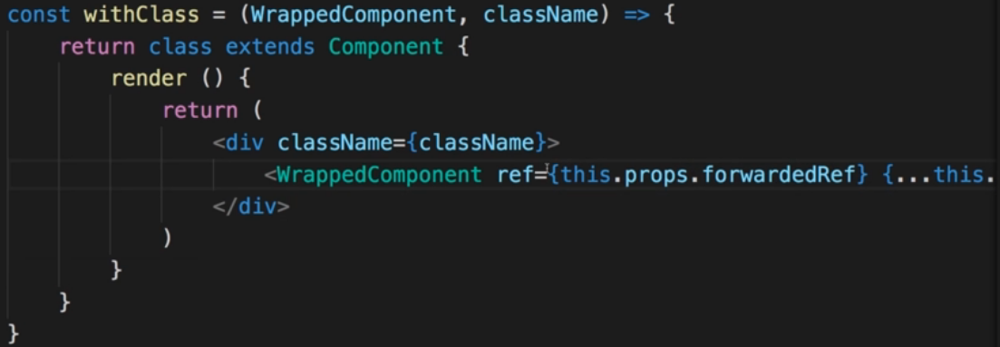 const withClass = (WrappedComponent, className) => {
    return class extends Component {
        render () {
            return (
                <div className={className}>
                    <WrappedComponent ref={this.props.forwardedRef} {...this.
                </div>
            )
        }
    }
}